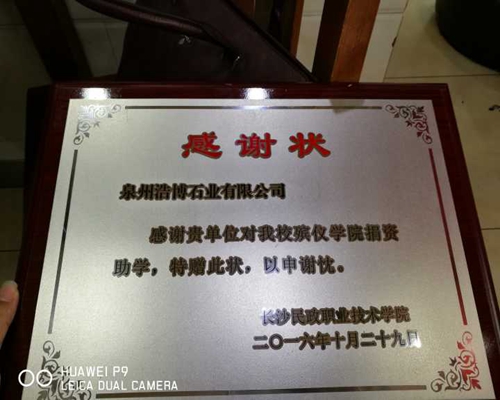 感谢状
泉州浩博石业有限公司
感谢贵单位对我校殡仪学院捐资
助学，特赠此状，以申谢忱。
长沙民政职业技术学院
二〇一六年十月二十九日
HUAWEI P9
LEICA DUAL CAMERA